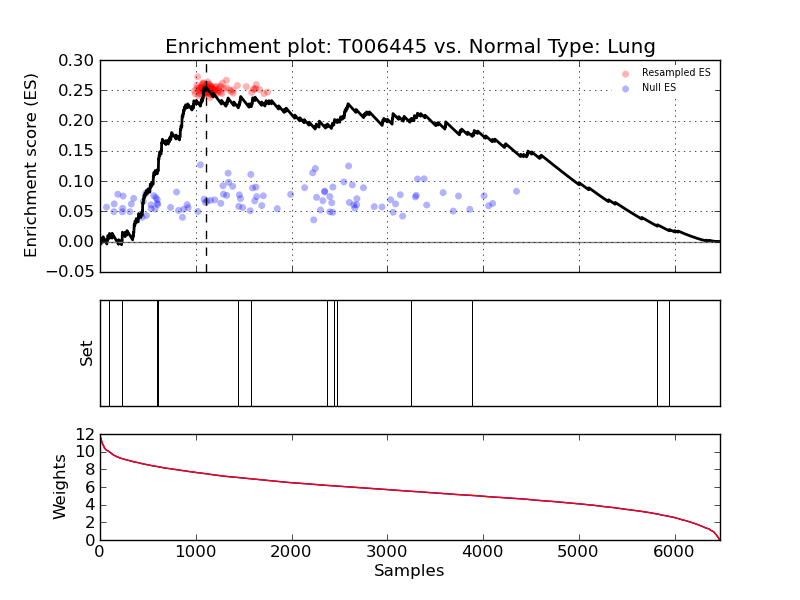 Enrichment plot: T006445 vs. Normal Type: Lung
Enrichment score (ES)
0.30
0.25
0.20
0.15
0.10
0.05
0.00
−0.05
Resampled ES
Null ES
Set
Weights
12
10
8
6
4
2
0
0 1000 2000 3000 4000 5000 6000
Samples